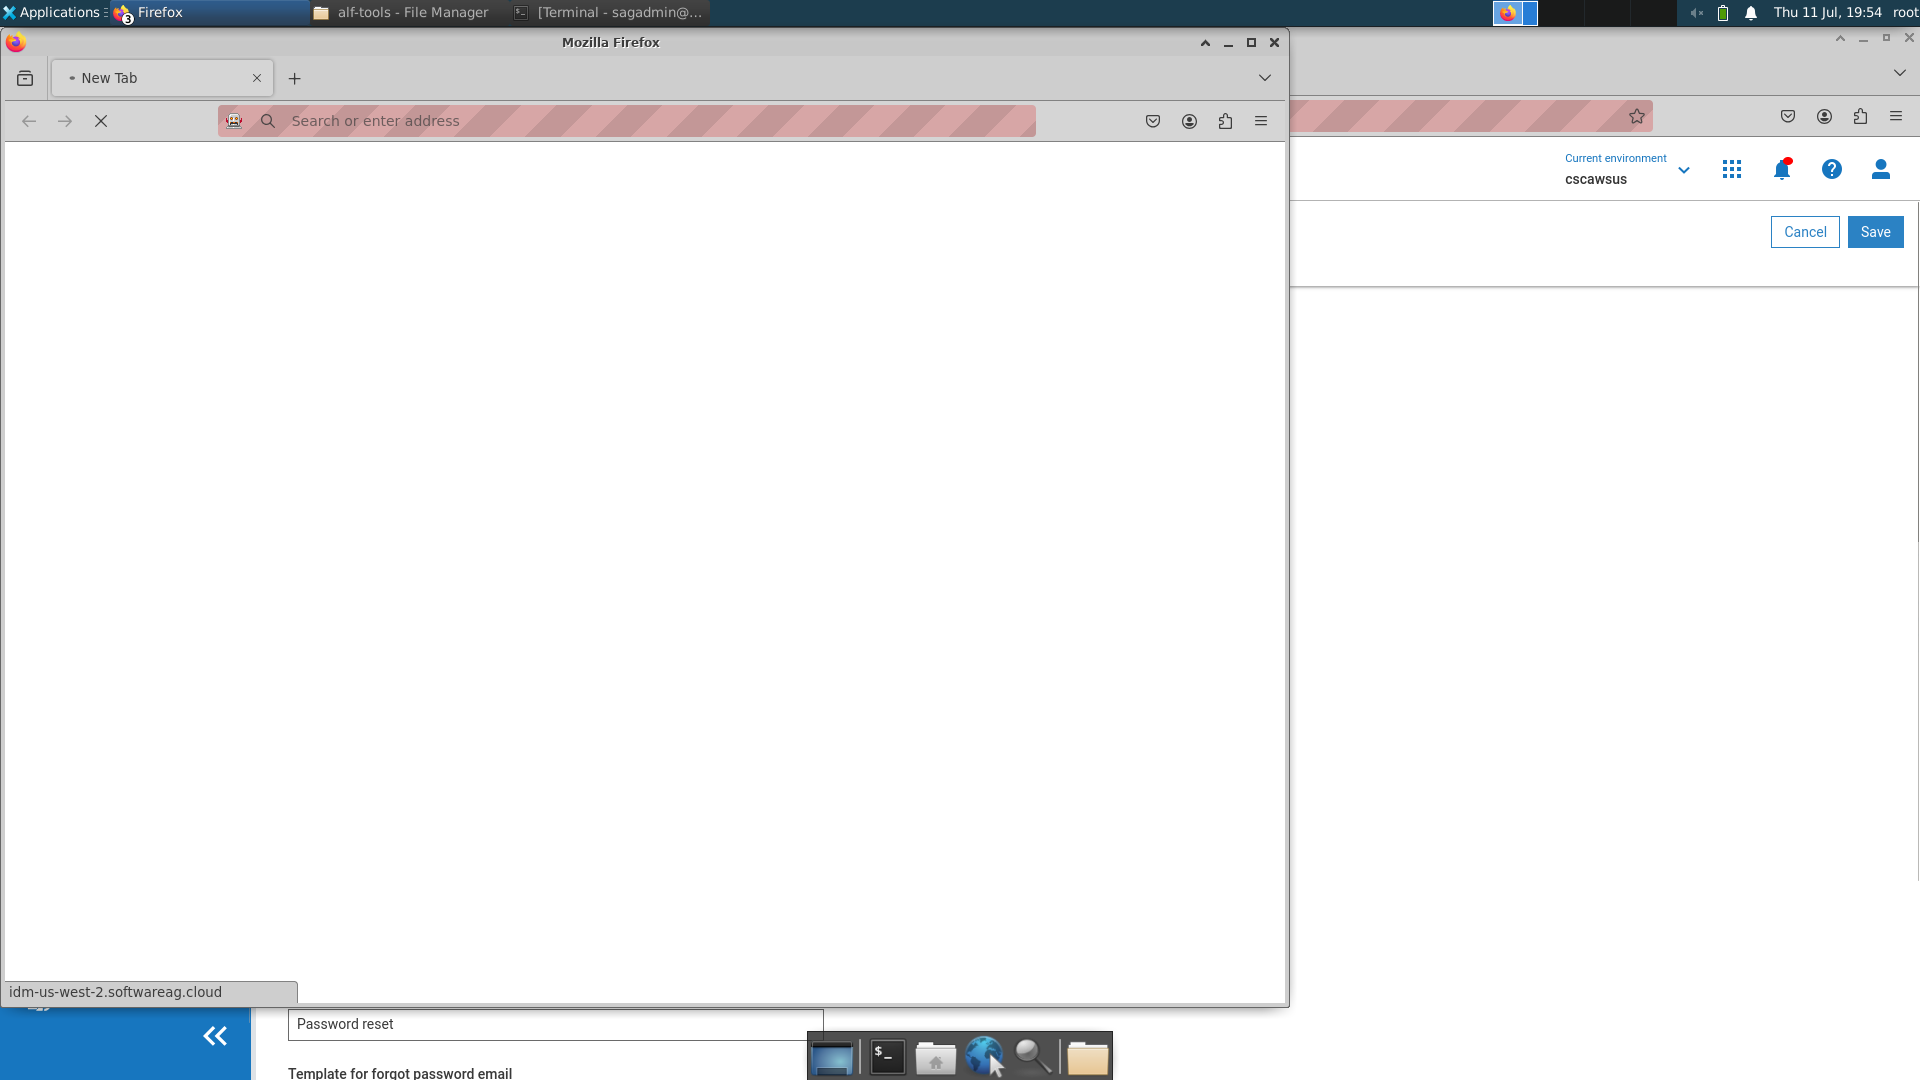 Applications
Firefox
3
alf-tools - File Manager
[Terminal - sagadmin@...
Thu 11 Jul, 19:54
root
Mozilla Firefox
New Tab
Search or enter address
Current environment
cscawsus
Cancel
Save
idm-us-west-2.softwareag.cloud
Password reset
Template for forgot password email